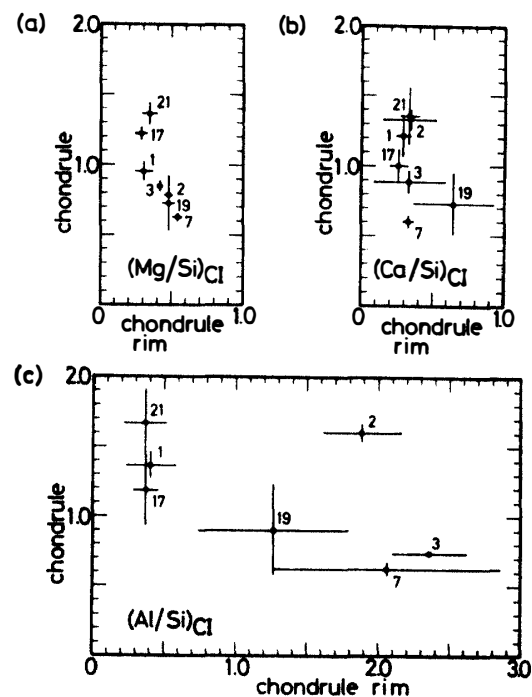 (a)
2.0
chondrule
1.0
21
17
1
3
2
19
7
(Mg/Si)CI
0
1.0
chondrule
rim
(b)
2.0
chondrule
1.0
21
1
2
17
3
19
7
(Ca/Si)CI
0
1.0
chondrule
rim
(c)
2.0
chondrule
1.0
21
1
17
2
19
3
7
(Al/Si)CI
0
1.0
2.0
3.0
chondrule rim